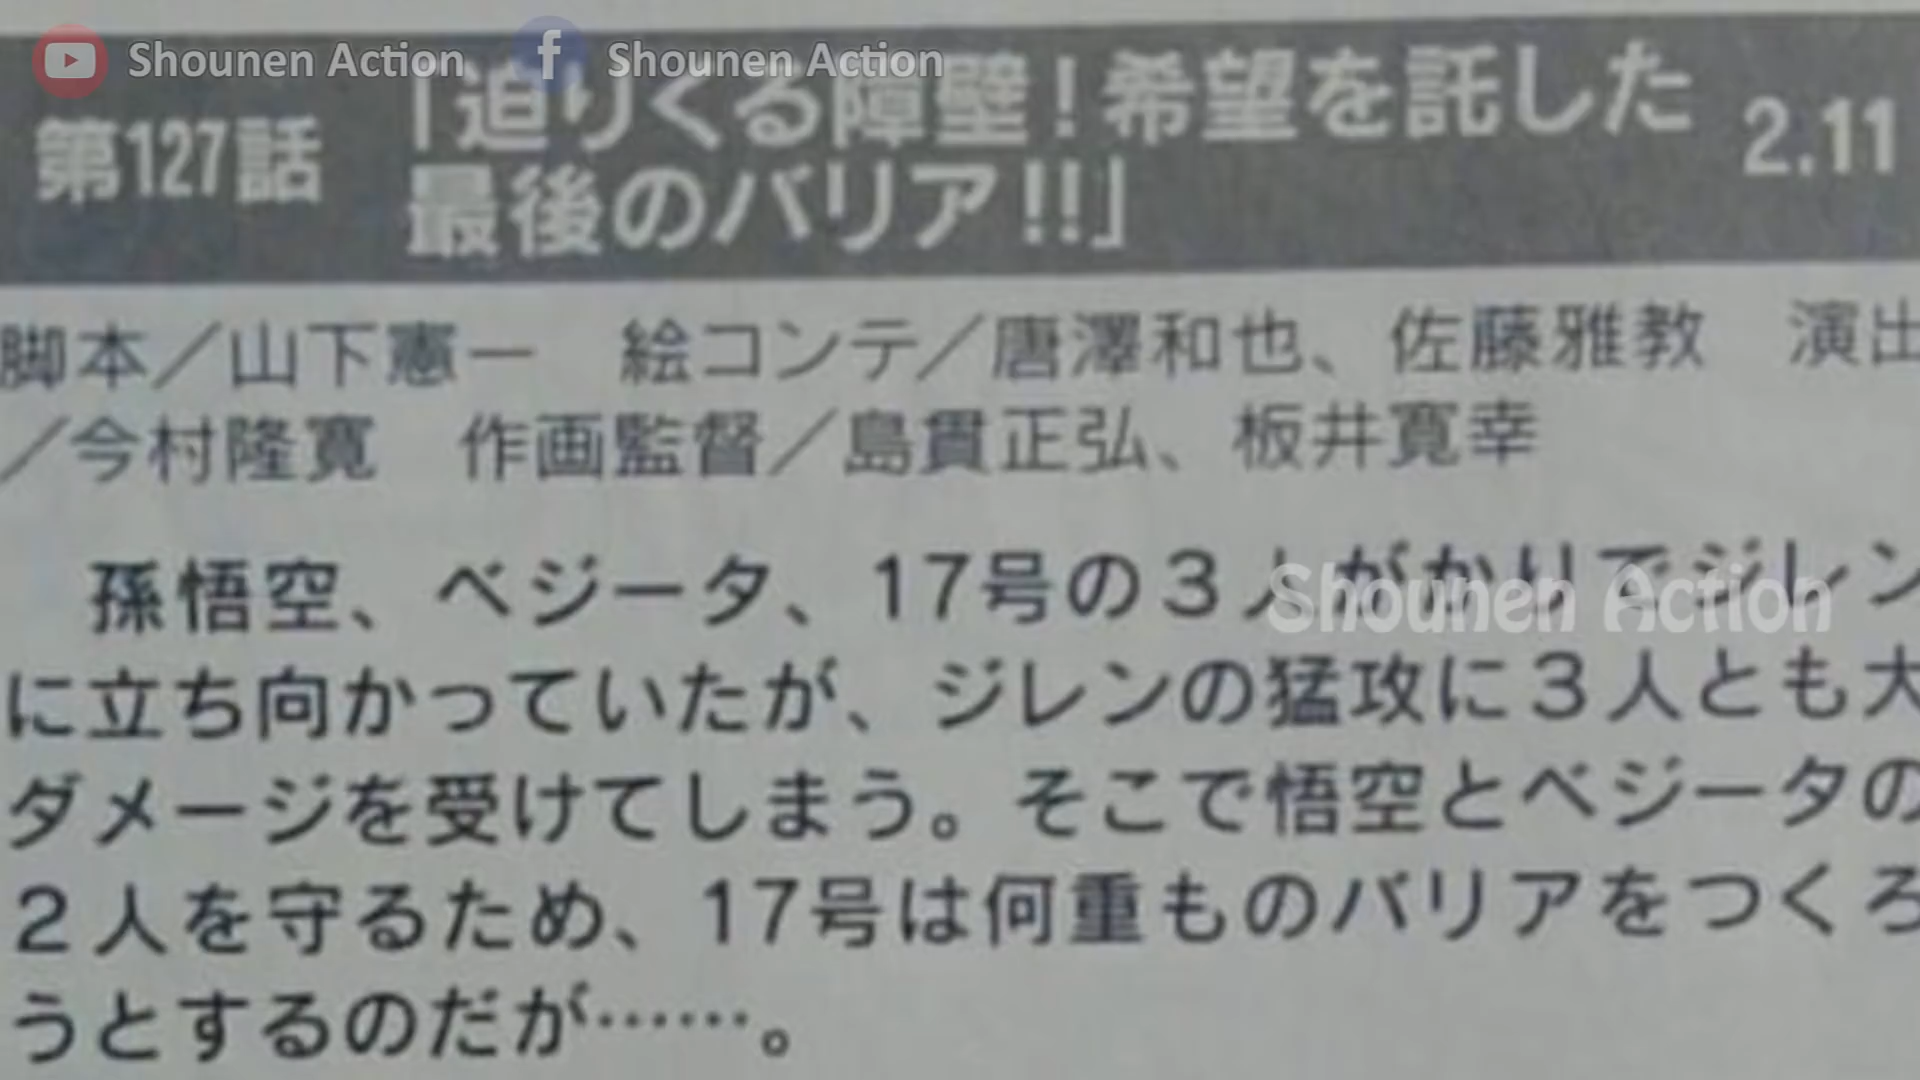 Shounen Action Shounen Action
第127話 「迫りくる障壁!希望を託した 2.11
最後のバリア!!」
脚本／山下憲一 絵コンテ／唐澤和也、佐藤雅教 演出
／今村隆寛 作画監督／島貫正弘、板井寛幸
孫悟空、ベジータ、17号の3人がかりでジレン
Shounen Action
に立ち向かっていたが、ジレンの猛攻に3人とも大
ダメージを受けてしまう。そこで悟空とベジータの
2人を守るため、17号は何重ものバリアをつくろ
うとするのだが……。